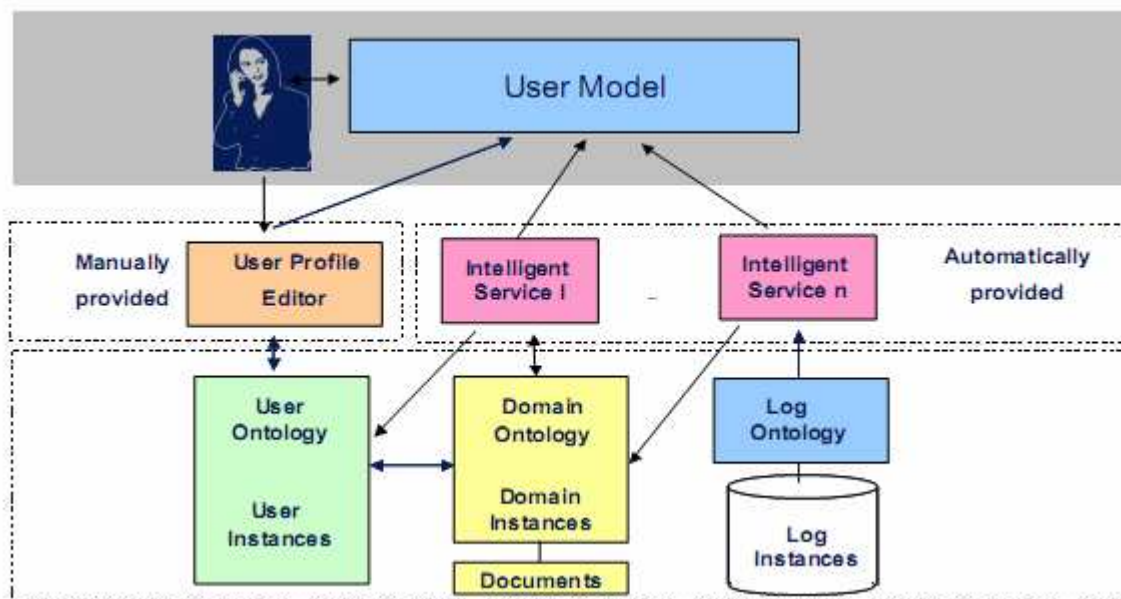 User Model
Manually
provided
User Profile
Editor
Intelligent
Service I
Intelligent
Service n
Automatically
provided
User
Ontology
User
Instances
Domain
Ontology
Domain
Instances
Documents
Log
Ontology
Log
Instances